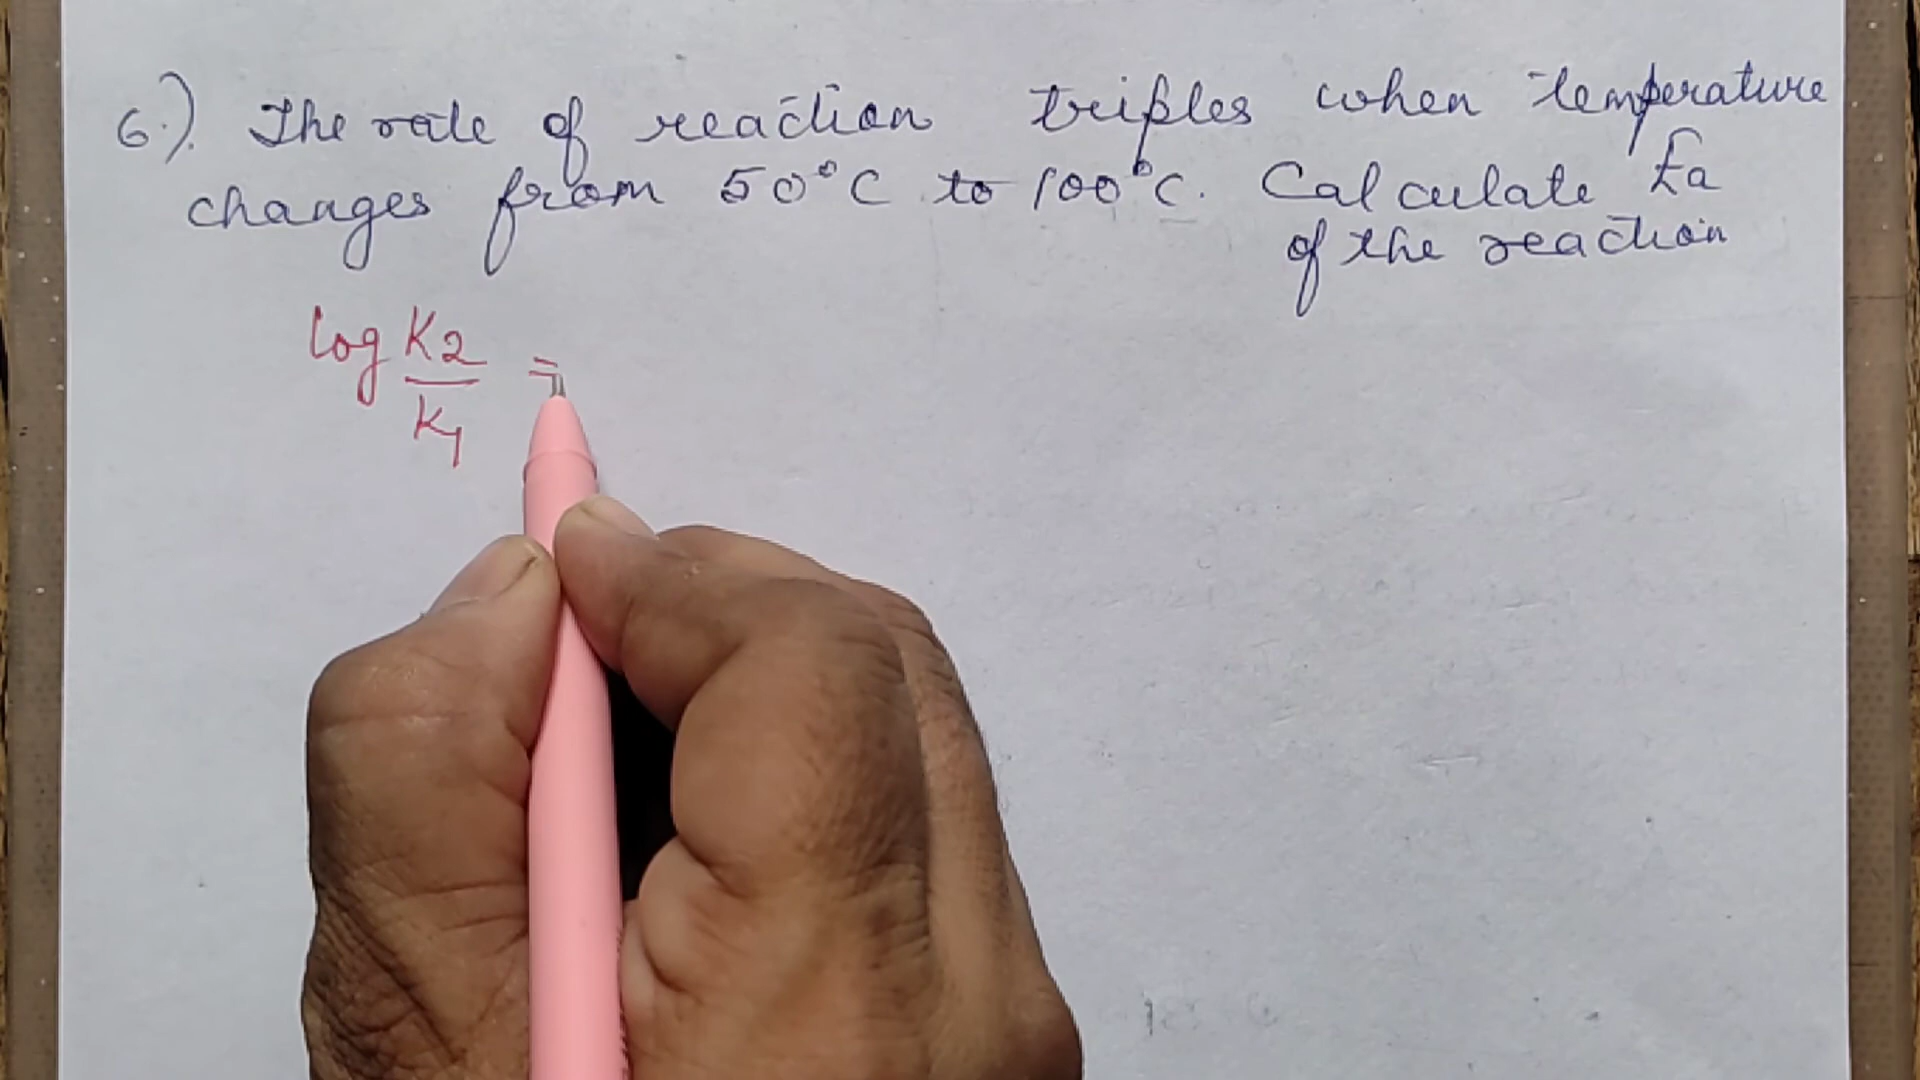 6.). The rate of reaction triples when temperature
changes from 50°C to 100°C. Calculate Ea
of the reaction
log K2 =
K1